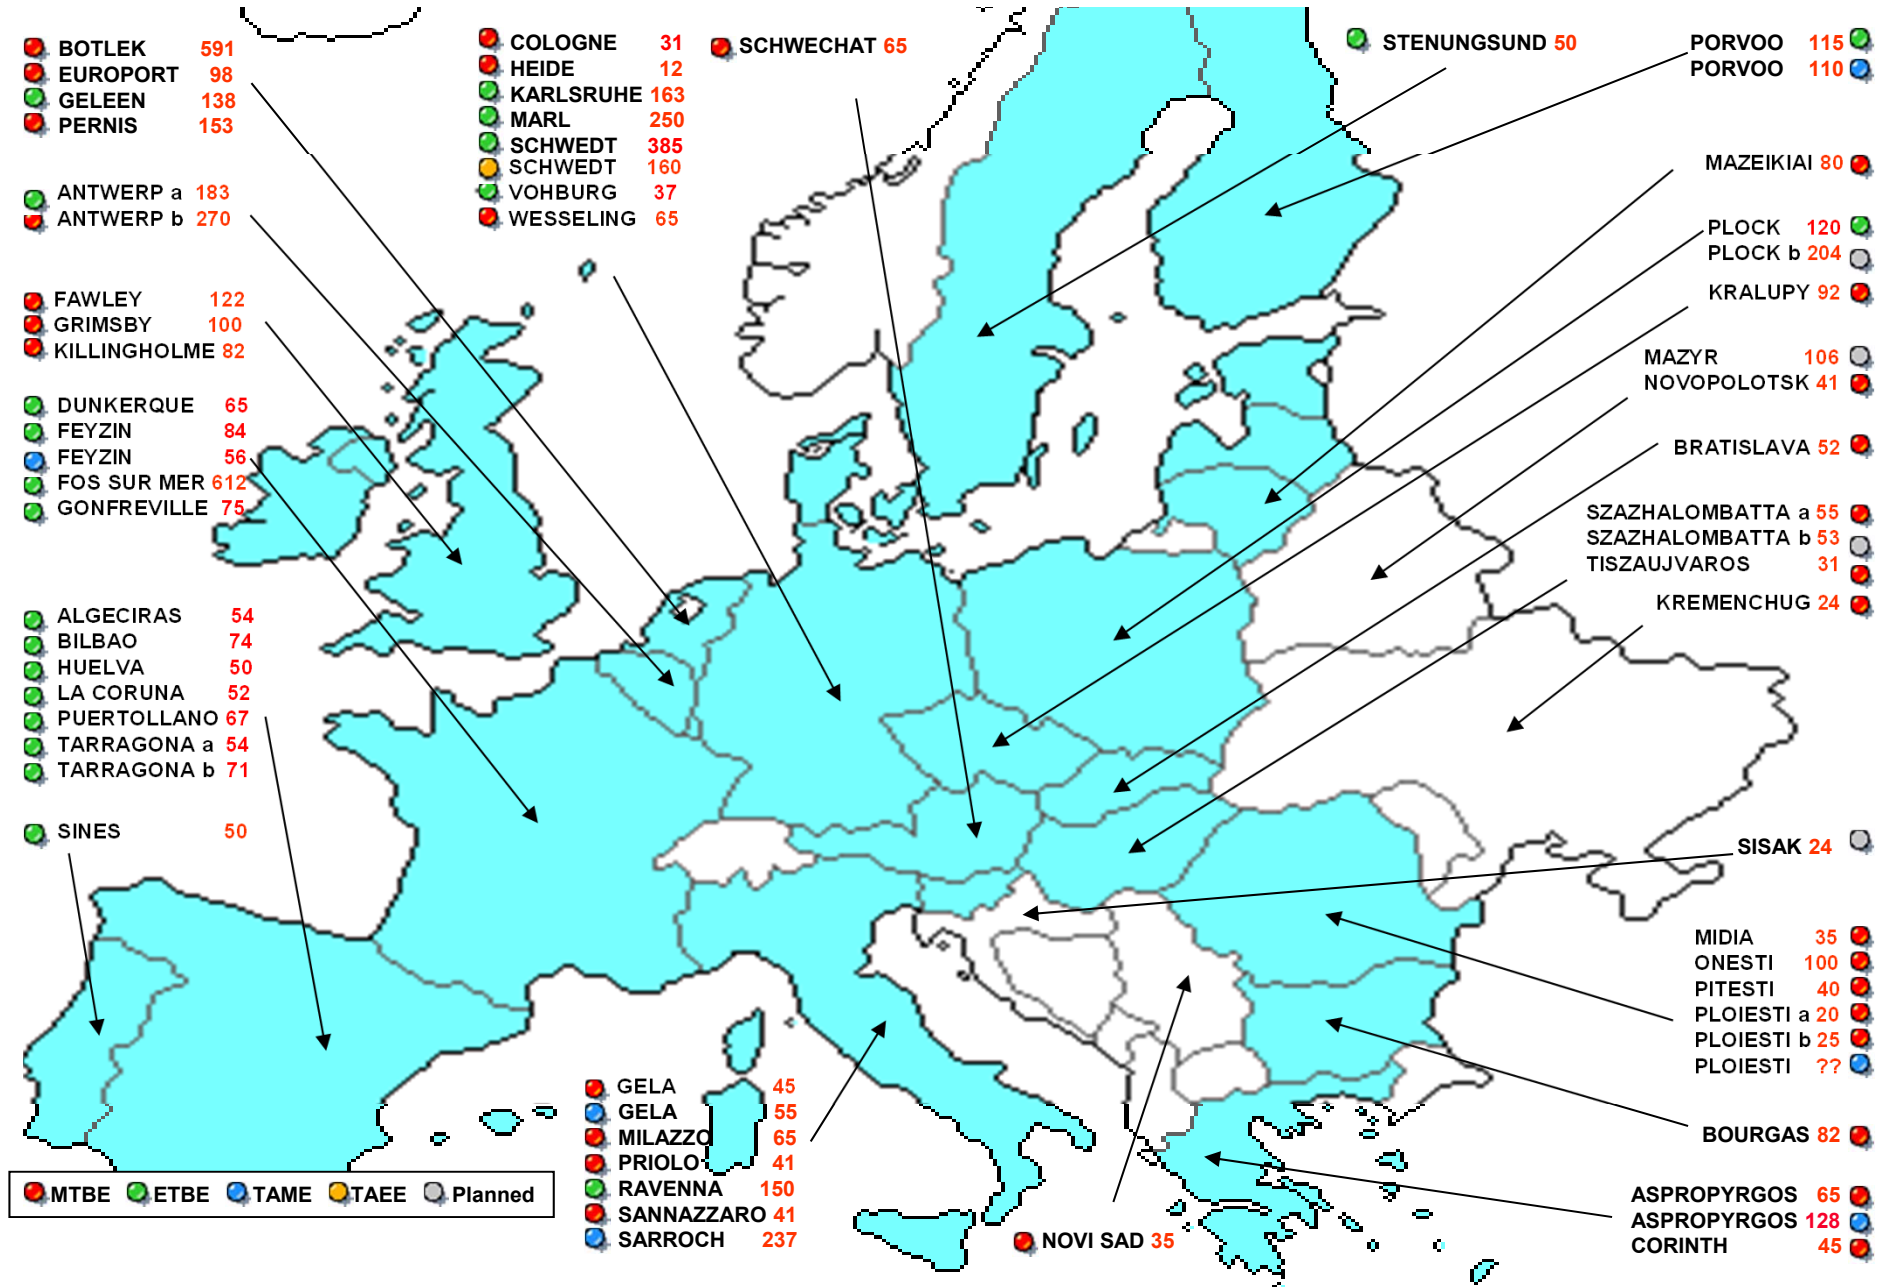 BOTLEK 591
EUROPORT 98
GELEEN 138
PERNIS 153
ANTWERP a 183
ANTWERP b 270
FAWLEY 122
GRIMSBY 100
KILLINGHOLME 82
DUNKERQUE 65
FEYZIN 84
FEYZIN 56
FOS SUR MER 612
GONFREVILLE 75
ALGECIRAS 54
BILBAO 74
HUELVA 50
LA CORUNA 52
PUERTOLLANO 67
TARRAGONA a 54
TARRAGONA b 71
SINES 50
COLOGNE 31
HEIDE 12
KARLSRUHE 163
MARL 250
SCHWEDT 385
SCHWEDT 160
VOHBURG 37
WESSELING 65
SCHWECHAT 65
STENUNGSUND 50
PORVOO 115
PORVOO 110
MAZEIKIAI 80
PLOCK 120
PLOCK b 204
KRALUPY 92
MAZYR 106
NOVOPOLOTSK 41
BRATISLAVA 52
SZAZHALOMBATTA a 55
SZAZHALOMBATTA b 53
TISZAUJVAROS 31
KREMENCHUG 24
SISAK 24
MIDIA 35
ONESTI 100
PITESTI 40
PLOIESTI a 20
PLOIESTI b 25
PLOIESTI ??
BOURGAS 82
ASPROPYRGOS 65
ASPROPYRGOS 128
CORINTH 45
GELA 45
GELA 55
MILAZZO 65
PRIOLO 41
RAVENNA 150
SANNAZZARO 41
SARROCH 237
NOVI SAD 35
MTBE ETBE TAME TAEE Planned